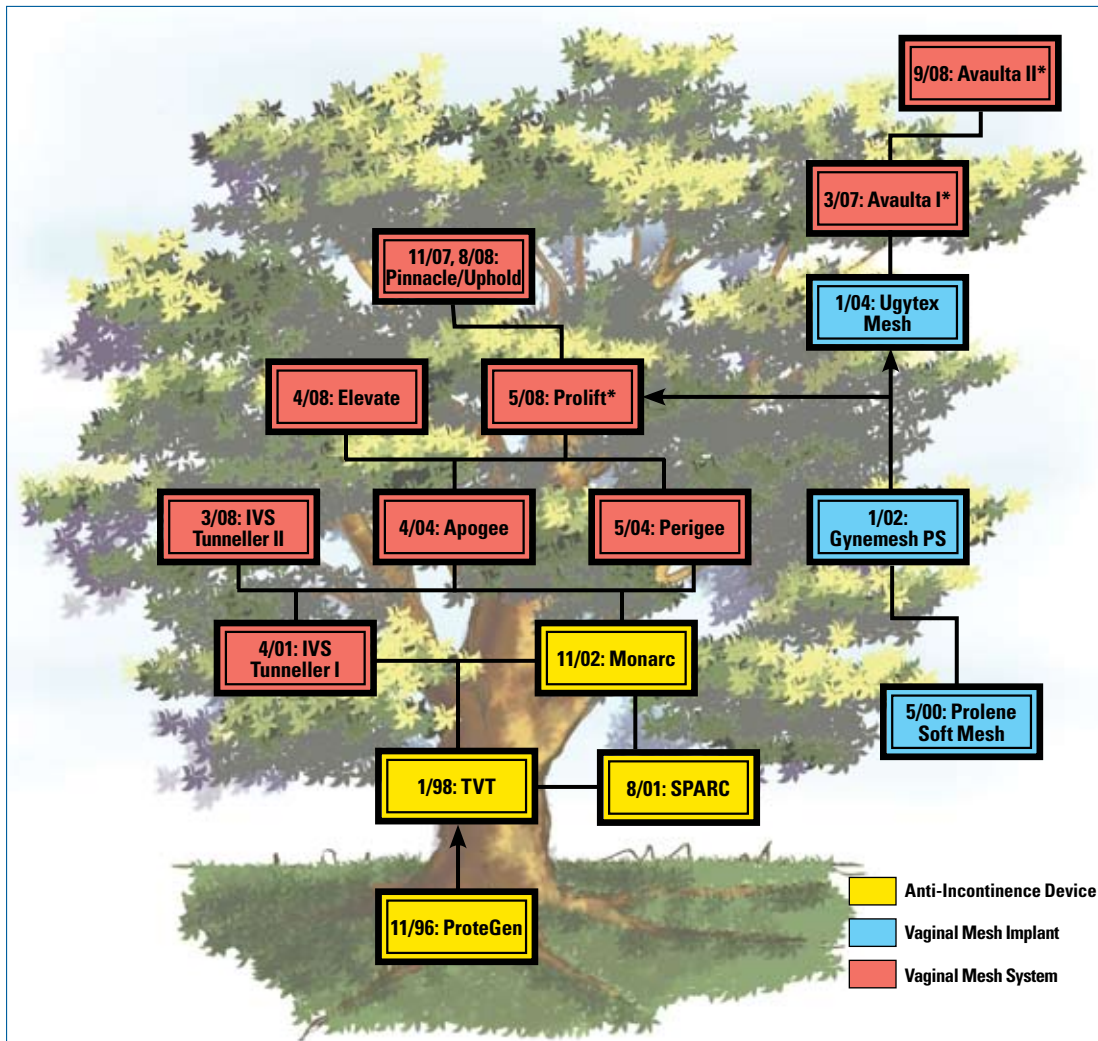 9/08: Avaulta II*
3/07: Avaulta I*
11/07, 8/08:
Pinnacle/Uphold
1/04: Ugytex
Mesh
4/08: Elevate
5/08: Prolift*
3/08: IVS
Tunneller II
4/04: Apogee
5/04: Perigee
1/02:
Gynemesh PS
4/01: IVS
Tunneller I
11/02: Monarc
5/00: Prolene
Soft Mesh
1/98: TVT
8/01: SPARC
11/96: ProteGen
Anti-Incontinence Device
Vaginal Mesh Implant
Vaginal Mesh System